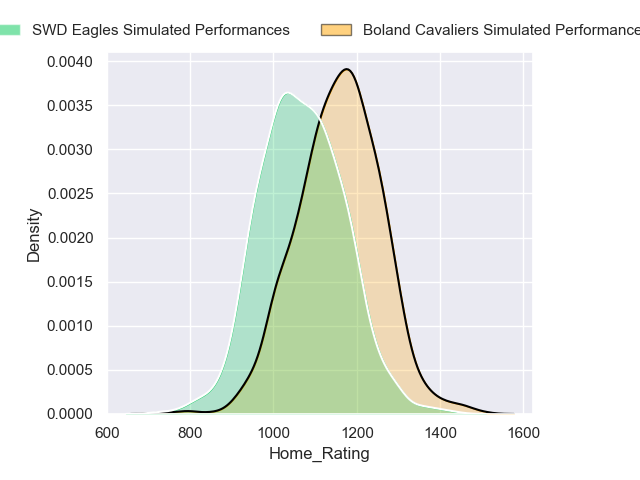 SWD Eagles Simulated Performances
Boland Cavaliers Simulated Performance
0.0040
0.0035
0.0030
0.0025
0.0020
0.0015
0.0010
0.0005
0.0000
Density
600 800 1000 1200 1400 1600
Home_Rating